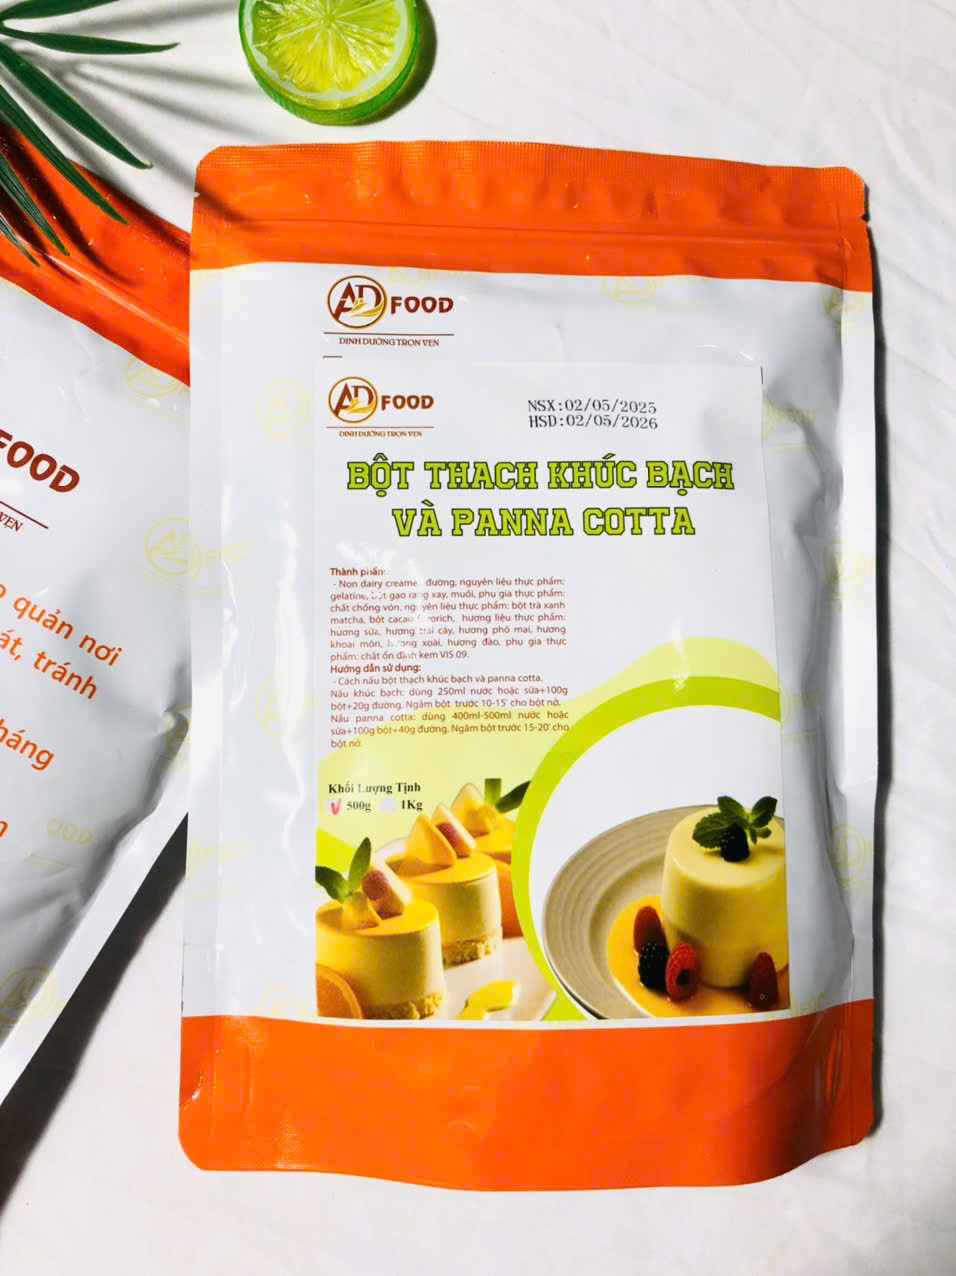 AD FOOD
DINH DƯỠNG TRỌN VẸN
AD FOOD
DINH DƯỠNG TRỌN VẸN
NSX:02/05/2025
HSD:02/05/2026
BỘT THẠCH KHÚC BẠCH
VÀ PANNA COTTA
Thành phần:
- Non dairy creame đường, nguyên liệu thực phẩm:
gelatine, bột gạo rang xay, muối, phụ gia thực phẩm:
chất chống vón, nguyên liệu thực phẩm: bột trà xanh
matcha, bột cacao favorich, hương liệu thực phẩm:
hương sữa, hương trái cây, hương phô mai, hương
khoai môn, hương xoài, hương đào, phụ gia thực
phẩm: chất ổn định kem VIS 09.
Hướng dẫn sử dụng:
- Cách nấu bột thạch khúc bạch và panna cotta.
Nấu khúc bạch: dùng 250ml nước hoặc sữa+100g
bột+20g đường. Ngâm bột trước 10-15' cho bột nở.
Nấu panna cotta: dùng 400ml-500ml nước hoặc
sữa+100g bột+40g đường. Ngâm bột trước 15-20' cho
bột nở.
Khối Lượng Tịnh
500g 1Kg
FOOD
VẸN
quản nơi
át, tránh
háng